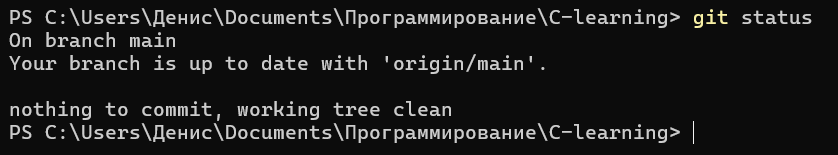 PS C:\Users\Денис\Documents\Программирование\C-learning> git status
On branch main
Your branch is up to date with 'origin/main'.
nothing to commit, working tree clean
PS C:\Users\Денис\Documents\Программирование\C-learning>